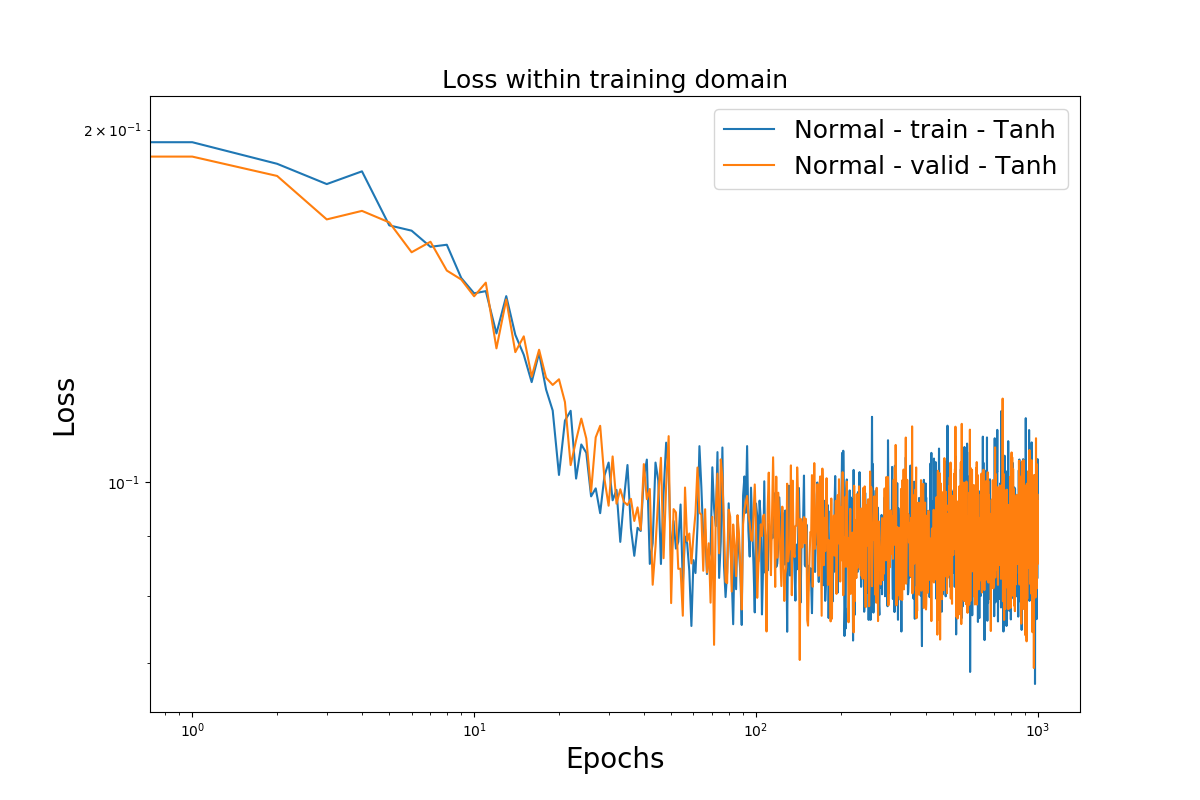 Loss within training domain
Normal - train - Tanh
Normal - valid - Tanh
2 × 10⁻¹
10⁻¹
Loss
10⁰ 10¹ 10² 10³
Epochs